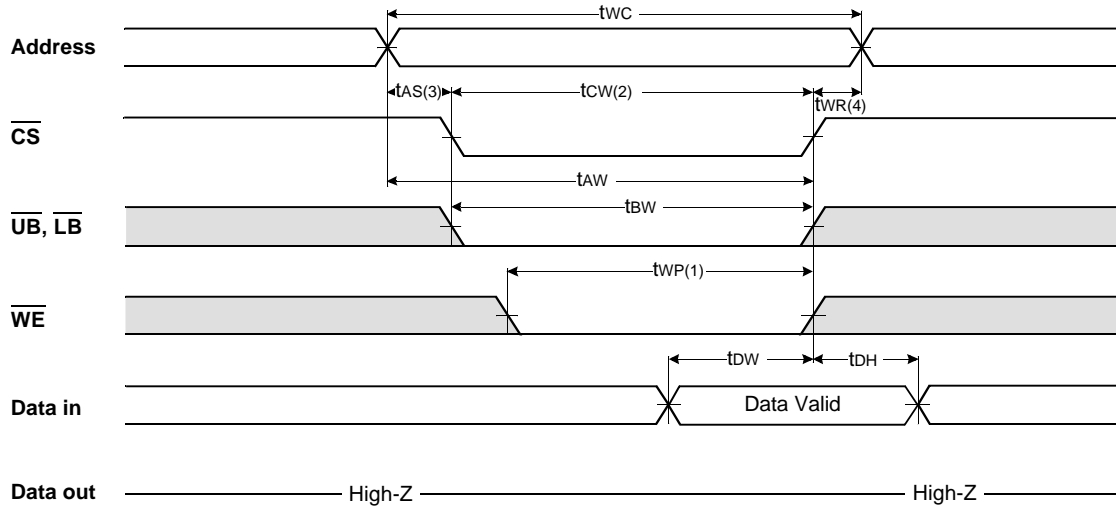 tWC
Address
tAS(3) tCW(2) tWR(4)
CS
tAW
tBW
UB, LB
tWP(1)
WE
tDW tDH
Data in Data Valid
Data out High-Z High-Z